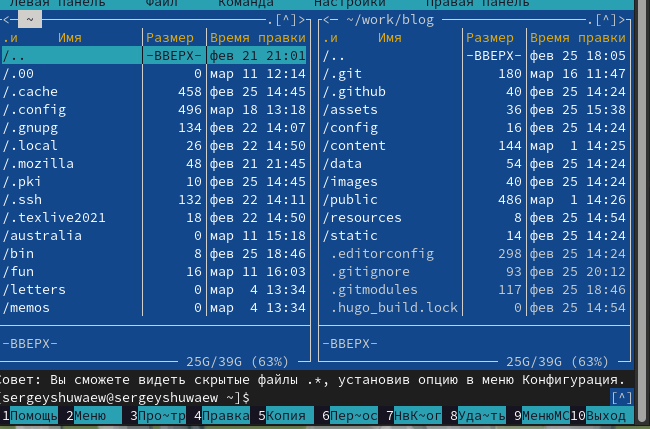 Левая панель Файл Команда Настройки Правая панель
<─ ~ ─.[^]>
.и Имя Размер Время правки
/.. -ВВЕРХ- фев 21 21:01
/.00 0 мар 11 12:14
/.cache 458 фев 25 14:45
/.config 496 мар 18 13:18
/.gnupg 134 фев 22 14:07
/.local 26 фев 22 14:50
/.mozilla 48 фев 21 21:45
/.pki 10 фев 25 14:45
/.ssh 132 фев 22 14:11
/.texlive2021 18 фев 22 14:50
/australia 0 мар 11 15:18
/bin 8 фев 25 18:46
/fun 16 мар 11 16:03
/letters 0 мар 4 13:34
/memos 0 мар 4 13:34
-ВВЕРХ-
25G/39G (63%)
<─ ~/work/blog ─.[^]>
.и Имя Размер Время правки
/.. -ВВЕРХ- фев 25 18:05
/.git 180 мар 16 11:47
/.github 40 фев 25 14:24
/assets 36 фев 25 15:38
/config 16 фев 25 14:24
/content 144 мар 1 14:25
/data 54 фев 25 14:24
/images 40 фев 25 14:24
/public 486 мар 1 14:26
/resources 8 фев 25 14:54
/static 14 фев 25 14:24
.editorconfig 298 фев 25 14:24
.gitignore 93 фев 25 20:12
.gitmodules 117 фев 25 18:46
.hugo_build.lock 0 фев 25 14:54
-ВВЕРХ-
25G/39G (63%)
Совет: Вы сможете видеть скрытые файлы .*, установив опцию в меню Конфигурация.
[sergeyshuwaew@sergeyshuwaew ~]$ [^]
1Помощь 2Меню 3Про~тр 4Правка 5Копия 6Пер~ос 7НвК~ог 8Уда~ть 9МенюMC 10Выход